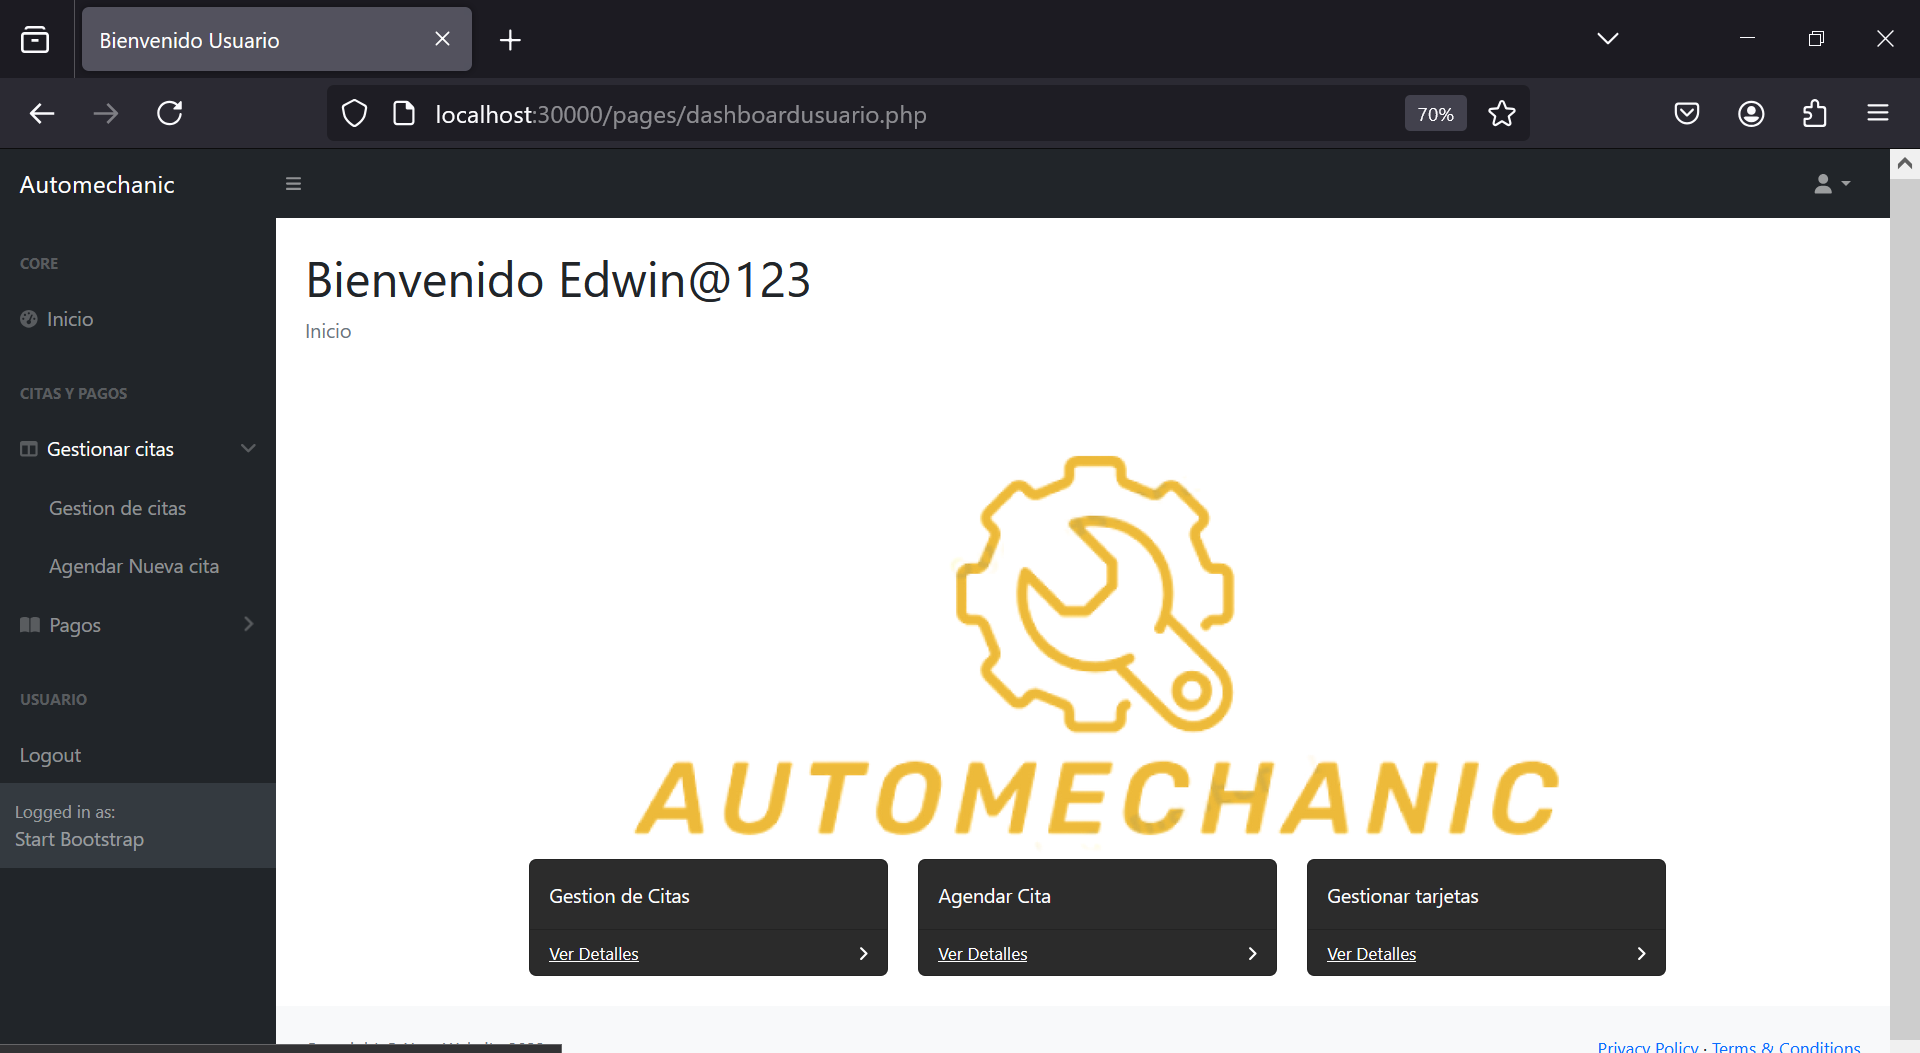 Bienvenido Usuario
localhost:30000/pages/dashboardusuario.php
70%
Automechanic
CORE
Inicio
CITAS Y PAGOS
Gestionar citas
Gestion de citas
Agendar Nueva cita
Pagos
USUARIO
Logout
Logged in as:
Start Bootstrap
Bienvenido Edwin@123
Inicio
AUTOMECHANIC
Gestion de Citas
Ver Detalles
Agendar Cita
Ver Detalles
Gestionar tarjetas
Ver Detalles
Privacy Policy · Terms & Conditions